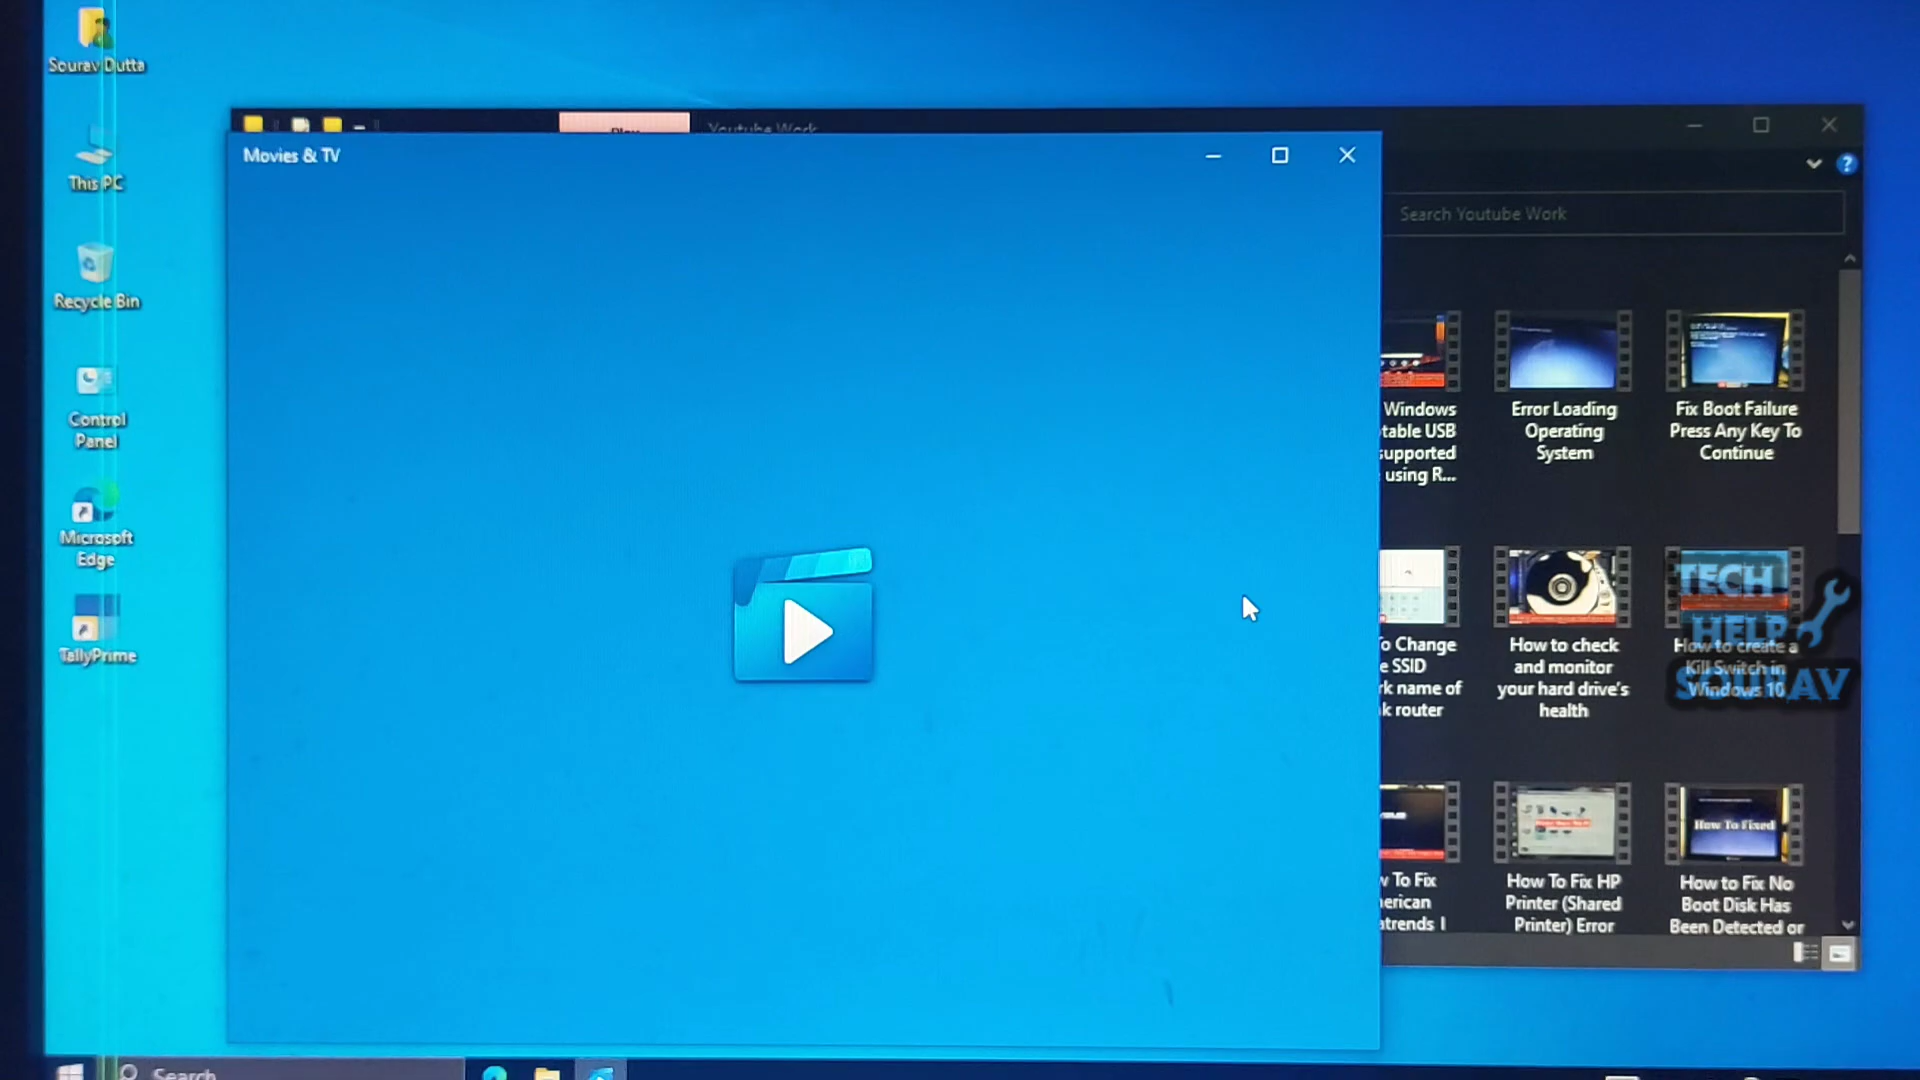 Sourav Dutta
This PC
Recycle Bin
Control
Panel
Microsoft
Edge
TallyPrime
Play
Youtube Work
Movies & TV
Search Youtube Work
Windows
table USB
supported
using R...
Error Loading
Operating
System
Fix Boot Failure
Press Any Key To
Continue
To Change
e SSID
rk name of
k router
How to check
and monitor
your hard drive's
health
How to create a
Kill Switch in
Windows 10
TECH
HELP
SOURAV
w To Fix
nerican
atrends I
How To Fix HP
Printer (Shared
Printer) Error
How To Fixed
How to Fix No
Boot Disk Has
Been Detected or
Search